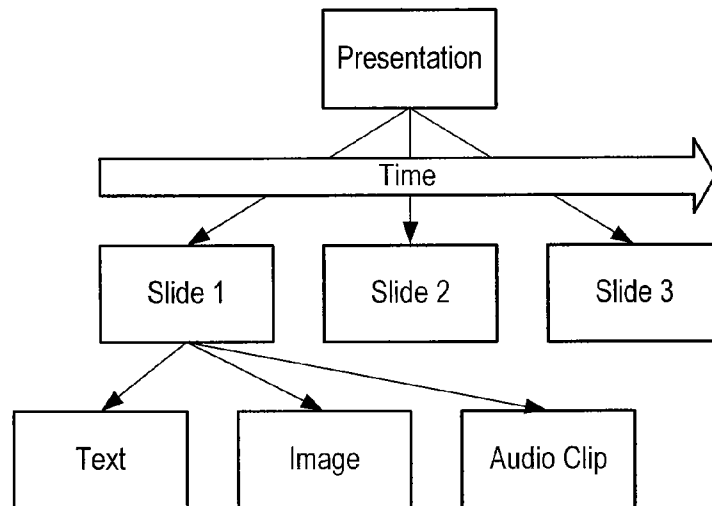 Presentation
Time
Slide 1
Slide 2
Slide 3
Text
Image
Audio Clip